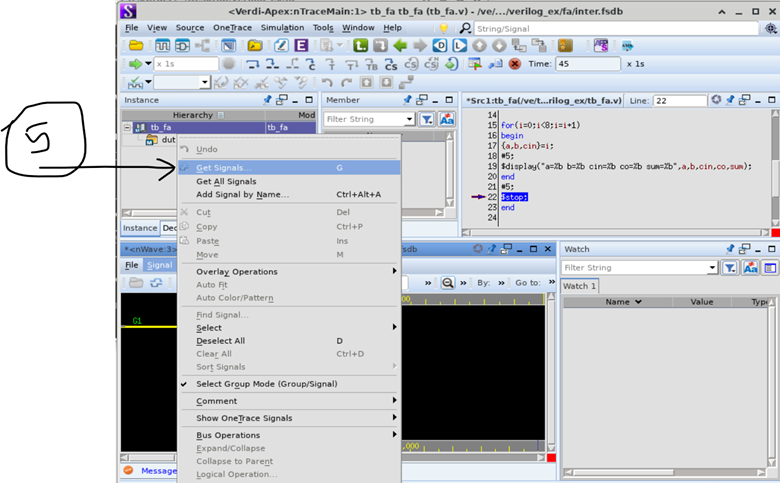 <Verdi-Apex:nTraceMain:1> tb_fa tb_fa (tb_fa.v) - /ve/...verilog_ex/fa/inter.fsdb
File View Source OneTrace Simulation Tools Window Help String/Signal
x 1s Time: 45 x 1s
Instance Member *Src1:tb_fa(/ve/t...rilog_ex/tb_fa.v) Line: 22
Hierarchy Mod
tb_fa tb_fa
dut
Filter String
14
15 for(i=0;i<8;i=i+1)
16 begin
17 {a,b,cin}=i;
18 #5;
19 $display("a=%b b=%b cin=%b co=%b sum=%b",a,b,cin,co,sum);
20 end
21 #5;
22 $stop;
23 end
24
5
Undo
Get Signals... G
Get All Signals
Add Signal by Name... Ctrl+Alt+A
Cut Del
Copy Ctrl+P
Paste Ins
Move M
Overlay Operations
Auto Fit
Auto Color/Pattern
Find Signal...
Select
Deselect All D
Clear All Ctrl+D
Sort Signals
Select Group Mode (Group/Signal)
Comment
Show OneTrace Signals
Bus Operations
Expand/Collapse
Collapse to Parent
Logical Operation...
Instance Dec
*<nWave:3> fsdb
File Signal
By: Go to:
G1
Message
Watch
Filter String
Watch 1
Name Value Type